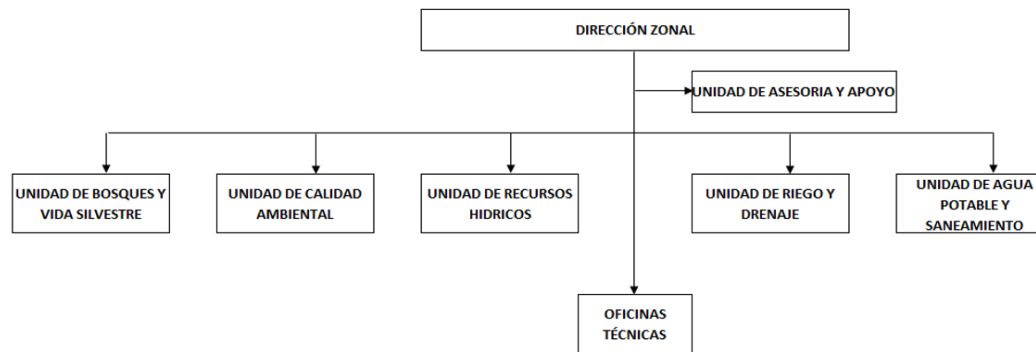 DIRECCIÓN ZONAL
UNIDAD DE ASESORIA Y APOYO
UNIDAD DE BOSQUES Y
VIDA SILVESTRE
UNIDAD DE CALIDAD
AMBIENTAL
UNIDAD DE RECURSOS
HIDRICOS
UNIDAD DE RIEGO Y
DRENAJE
UNIDAD DE AGUA
POTABLE Y
SANEAMIENTO
OFICINAS
TÉCNICAS